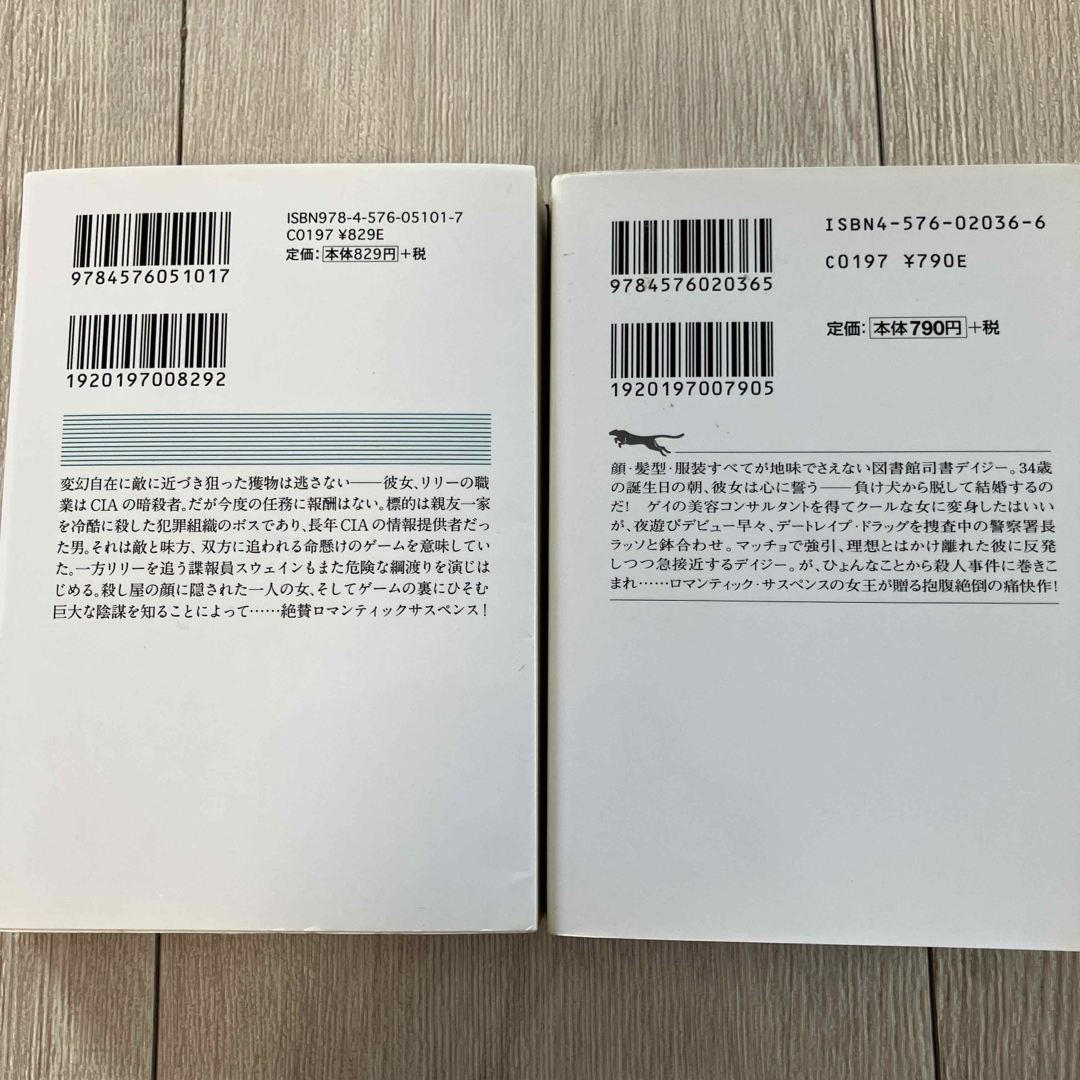 ISBN978-4-576-05101-7
C0197 ¥829E
定価：本体829円+税
9784576051017
1920197008292
変幻自在に敵に近づき狙った獲物は逃さない──彼女、リリーの職
業はCIAの暗殺者。だが今度の任務に報酬はない。標的は親友一家
を冷酷に殺した犯罪組織のボスであり、長年CIAの情報提供者だっ
た男。それは敵と味方、双方に追われる命懸けのゲームを意味してい
た。一方リリーを追う諜報員スウェインもまた危険な綱渡りを演じは
じめる。殺し屋の顔に隠された一人の女、そしてゲームの裏にひそむ
巨大な陰謀を知ることによって……絶賛ロマンティックサスペンス！
ISBN4-576-02036-6
C0197 ¥790E
9784576020365
定価：本体790円+税
1920197007905
顔・髪型・服装すべてが地味でさえない図書館司書デイジー。34歳
の誕生日の朝、彼女は心に誓う──負け犬から脱して結婚するの
だ！ ゲイの美容コンサルタントを得てクールな女に変身したはいい
が、夜遊びデビュー早々、デートレイプ・ドラッグを捜査中の警察署長
ラッソと鉢合わせ。マッチョで強引、理想とはかけ離れた彼に反発
しつつ急接近するデイジー。が、ひょんなことから殺人事件に巻きこ
まれ……ロマンティック・サスペンスの女王が贈る抱腹絶倒の痛快作！